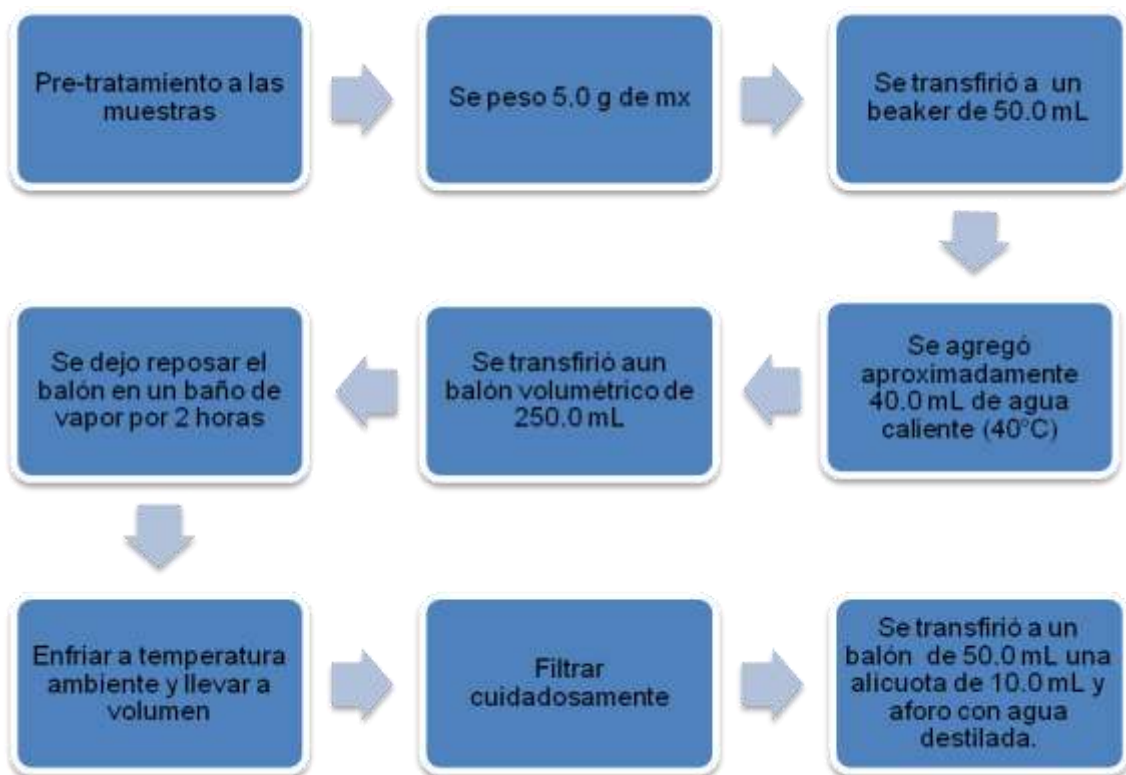 Pre-tratamiento a las
muestras
Se peso 5.0 g de mx
Se transfirió a un
beaker de 50.0 mL
Se agregó
aproximadamente
40.0 mL de agua
caliente (40°C)
Se transfirió aun
balón volumétrico de
250.0 mL
Se dejo reposar el
balón en un baño de
vapor por 2 horas
Enfriar a temperatura
ambiente y llevar a
volumen
Filtrar
cuidadosamente
Se transfirió a un
balón de 50.0 mL una
alicuota de 10.0 mL y
aforo con agua
destilada.